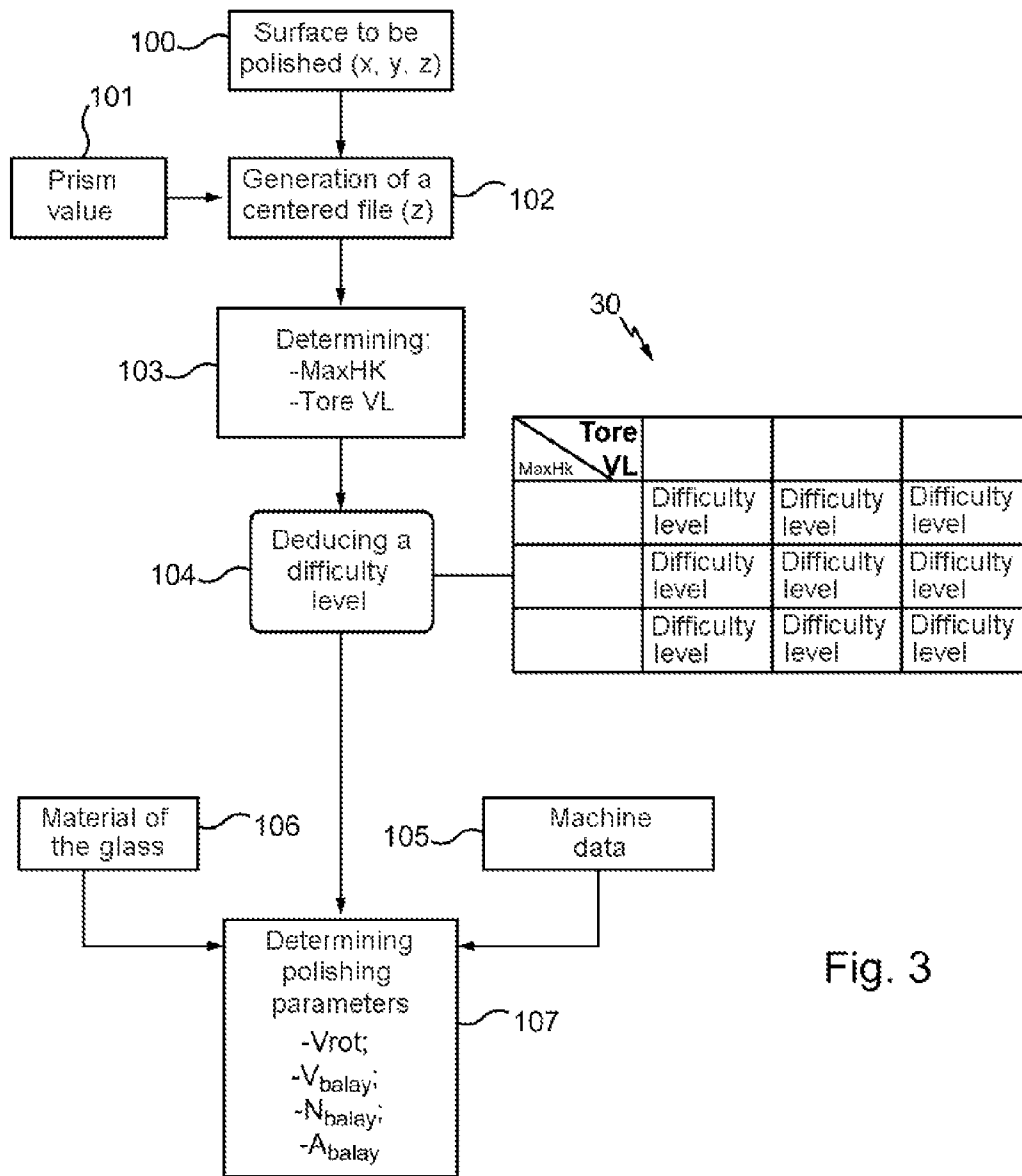 100
Surface to be
polished (x, y, z)
101
Prism
value
Generation of a
centered file (z)
102
103
Determining:
-MaxHK
-Tore VL
30
104
Deducing a
difficulty
level
Tore
VL
MaxHk
Difficulty
level
Difficulty
level
Difficulty
level
Difficulty
level
Difficulty
level
Difficulty
level
Difficulty
level
Difficulty
level
Difficulty
level
Material of
the glass
106
105
Machine
data
Determining
polishing
parameters
-Vrot;
-Vbalay;
-Nbalay;
-Abalay
107
Fig. 3